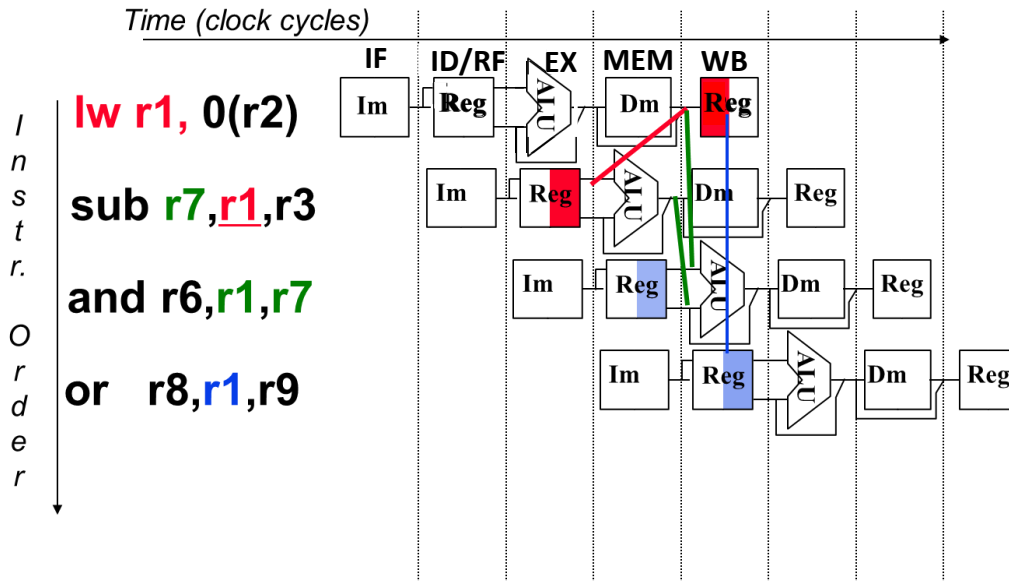 Time (clock cycles)
IF ID/RF EX MEM WB
Instr. Order
lw r1, 0(r2)
Im Reg ALU Dm Reg
sub r7,r1,r3
Im Reg ALU Dm Reg
and r6,r1,r7
Im Reg ALU Dm Reg
or r8,r1,r9
Im Reg ALU Dm Reg